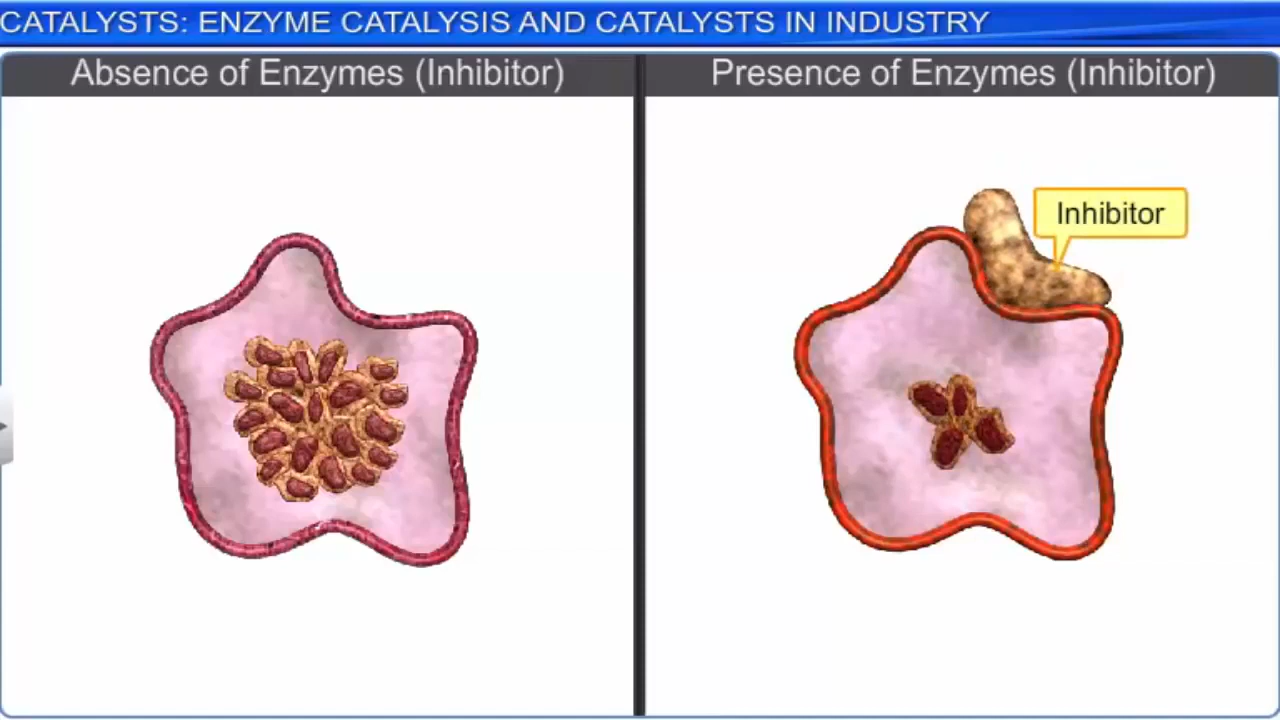 CATALYSTS: ENZYME CATALYSIS AND CATALYSTS IN INDUSTRY
Absence of Enzymes (Inhibitor)
Presence of Enzymes (Inhibitor)
Inhibitor